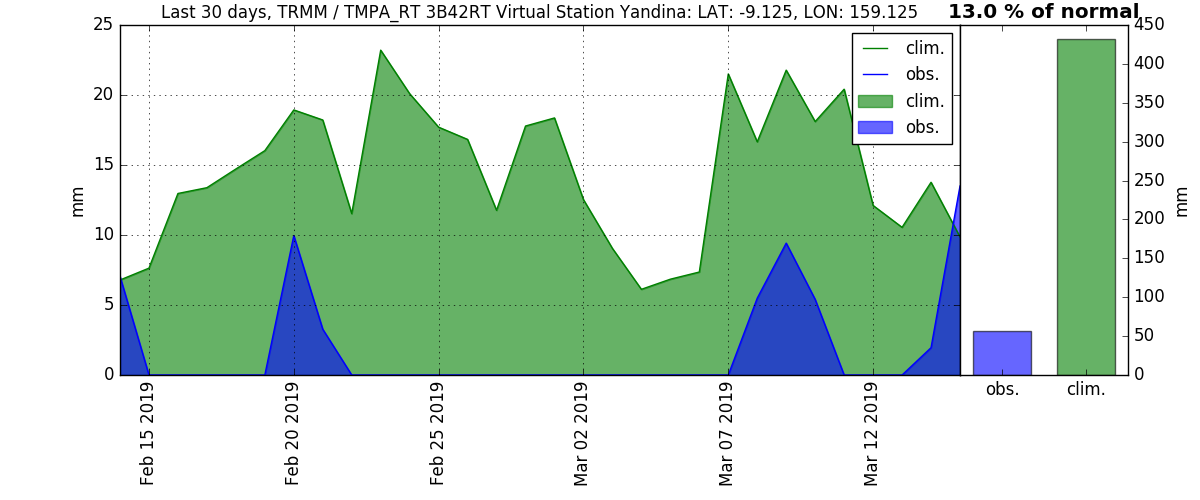 Last 30 days, TRMM / TMPA_RT 3B42RT Virtual Station Yandina: LAT: -9.125, LON: 159.125
13.0 % of normal
25
20
15
10
5
0
mm
clim.
obs.
clim.
obs.
450
400
350
300
250
200
150
100
50
0
mm
Feb 15 2019
Feb 20 2019
Feb 25 2019
Mar 02 2019
Mar 07 2019
Mar 12 2019
obs.
clim.